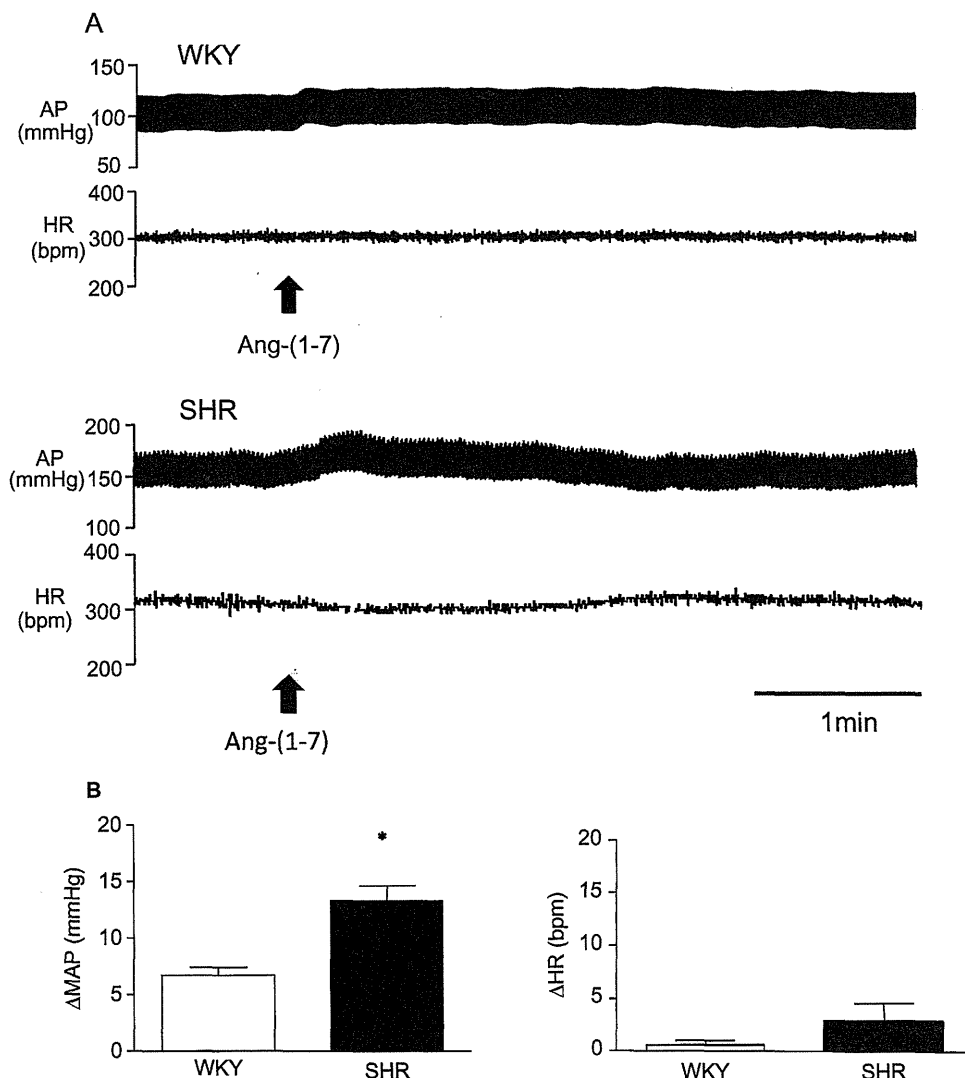 A
WKY
150
AP
(mmHg)
100
50
400
HR
(bpm)
300
200
Ang-(1-7)
SHR
200
AP
(mmHg)
150
100
400
HR
(bpm)
300
200
Ang-(1-7)
1min
B
20
15
10
5
0
ΔMAP (mmHg)
*
WKY
SHR
20
15
10
5
0
ΔHR (bpm)
WKY
SHR